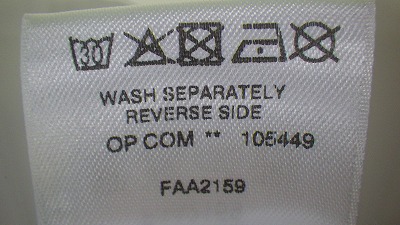 30
WASH SEPARATELY
REVERSE SIDE
OP COM ** 105449
FAA2159